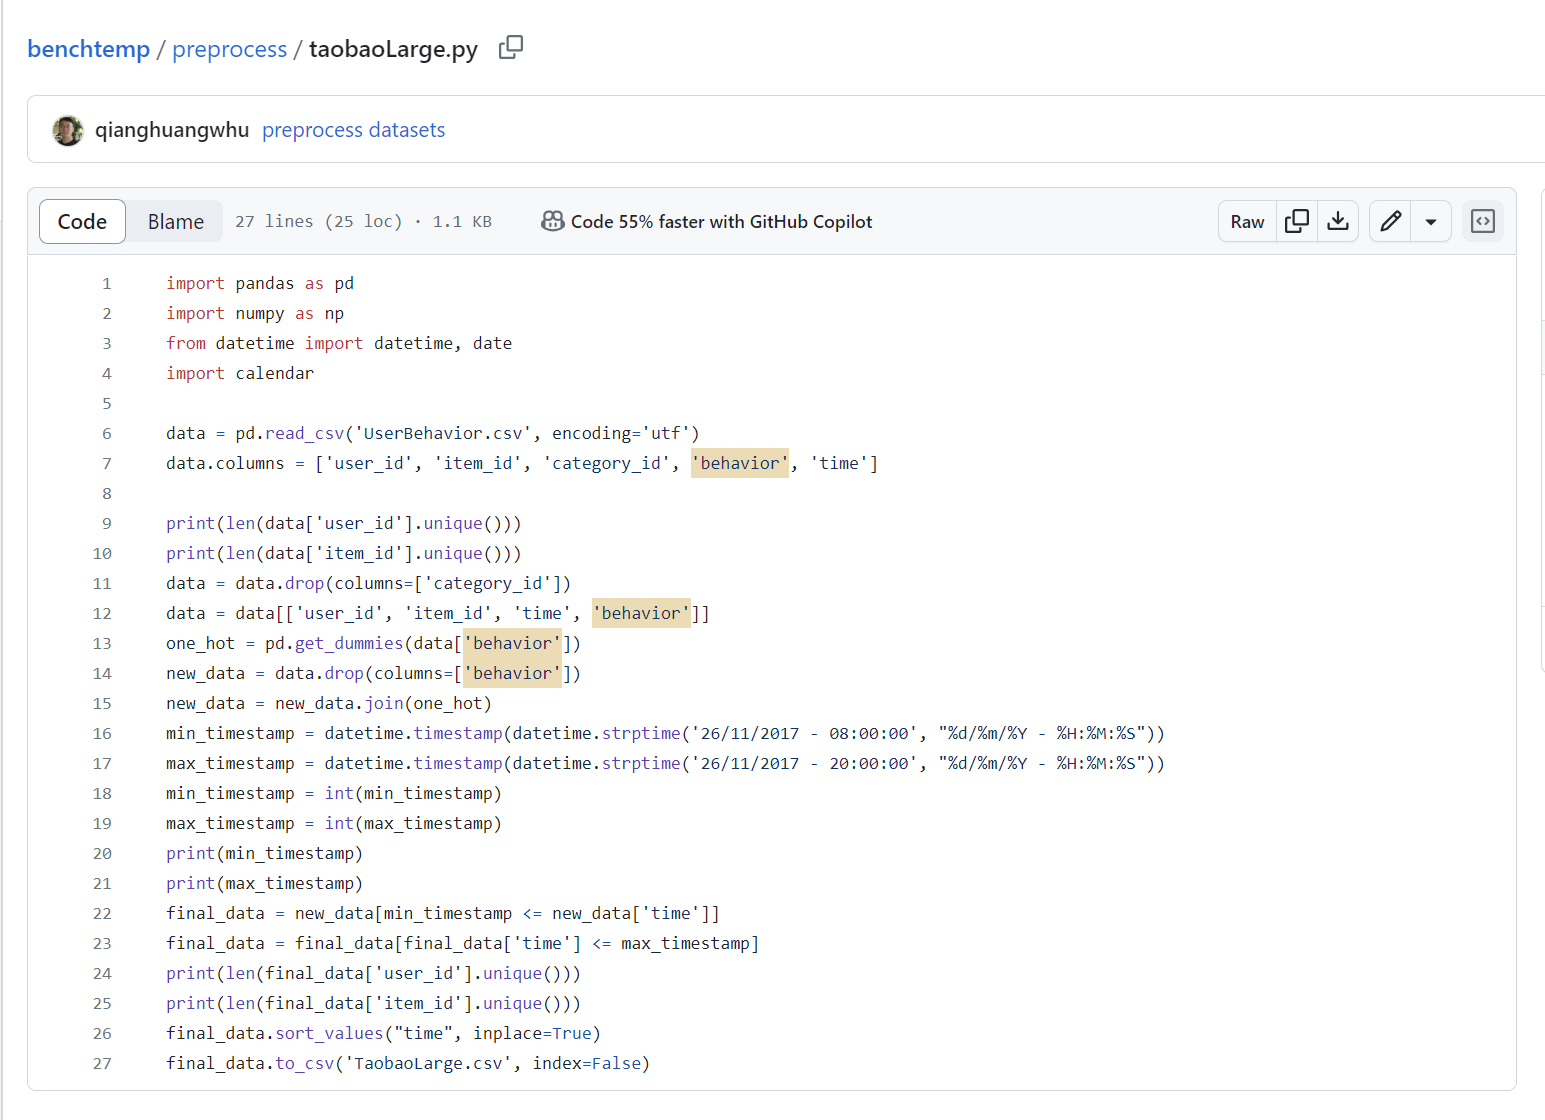 benchtemp / preprocess / taobaoLarge.py
qianghuangwhu preprocess datasets
Code Blame 27 lines (25 loc) · 1.1 KB Code 55% faster with GitHub Copilot Raw
1 import pandas as pd
2 import numpy as np
3 from datetime import datetime, date
4 import calendar
5
6 data = pd.read_csv('UserBehavior.csv', encoding='utf')
7 data.columns = ['user_id', 'item_id', 'category_id', 'behavior', 'time']
8
9 print(len(data['user_id'].unique()))
10 print(len(data['item_id'].unique()))
11 data = data.drop(columns=['category_id'])
12 data = data[['user_id', 'item_id', 'time', 'behavior']]
13 one_hot = pd.get_dummies(data['behavior'])
14 new_data = data.drop(columns=['behavior'])
15 new_data = new_data.join(one_hot)
16 min_timestamp = datetime.timestamp(datetime.strptime('26/11/2017 - 08:00:00', "%d/%m/%Y - %H:%M:%S"))
17 max_timestamp = datetime.timestamp(datetime.strptime('26/11/2017 - 20:00:00', "%d/%m/%Y - %H:%M:%S"))
18 min_timestamp = int(min_timestamp)
19 max_timestamp = int(max_timestamp)
20 print(min_timestamp)
21 print(max_timestamp)
22 final_data = new_data[min_timestamp <= new_data['time']]
23 final_data = final_data[final_data['time'] <= max_timestamp]
24 print(len(final_data['user_id'].unique()))
25 print(len(final_data['item_id'].unique()))
26 final_data.sort_values("time", inplace=True)
27 final_data.to_csv('TaobaoLarge.csv', index=False)